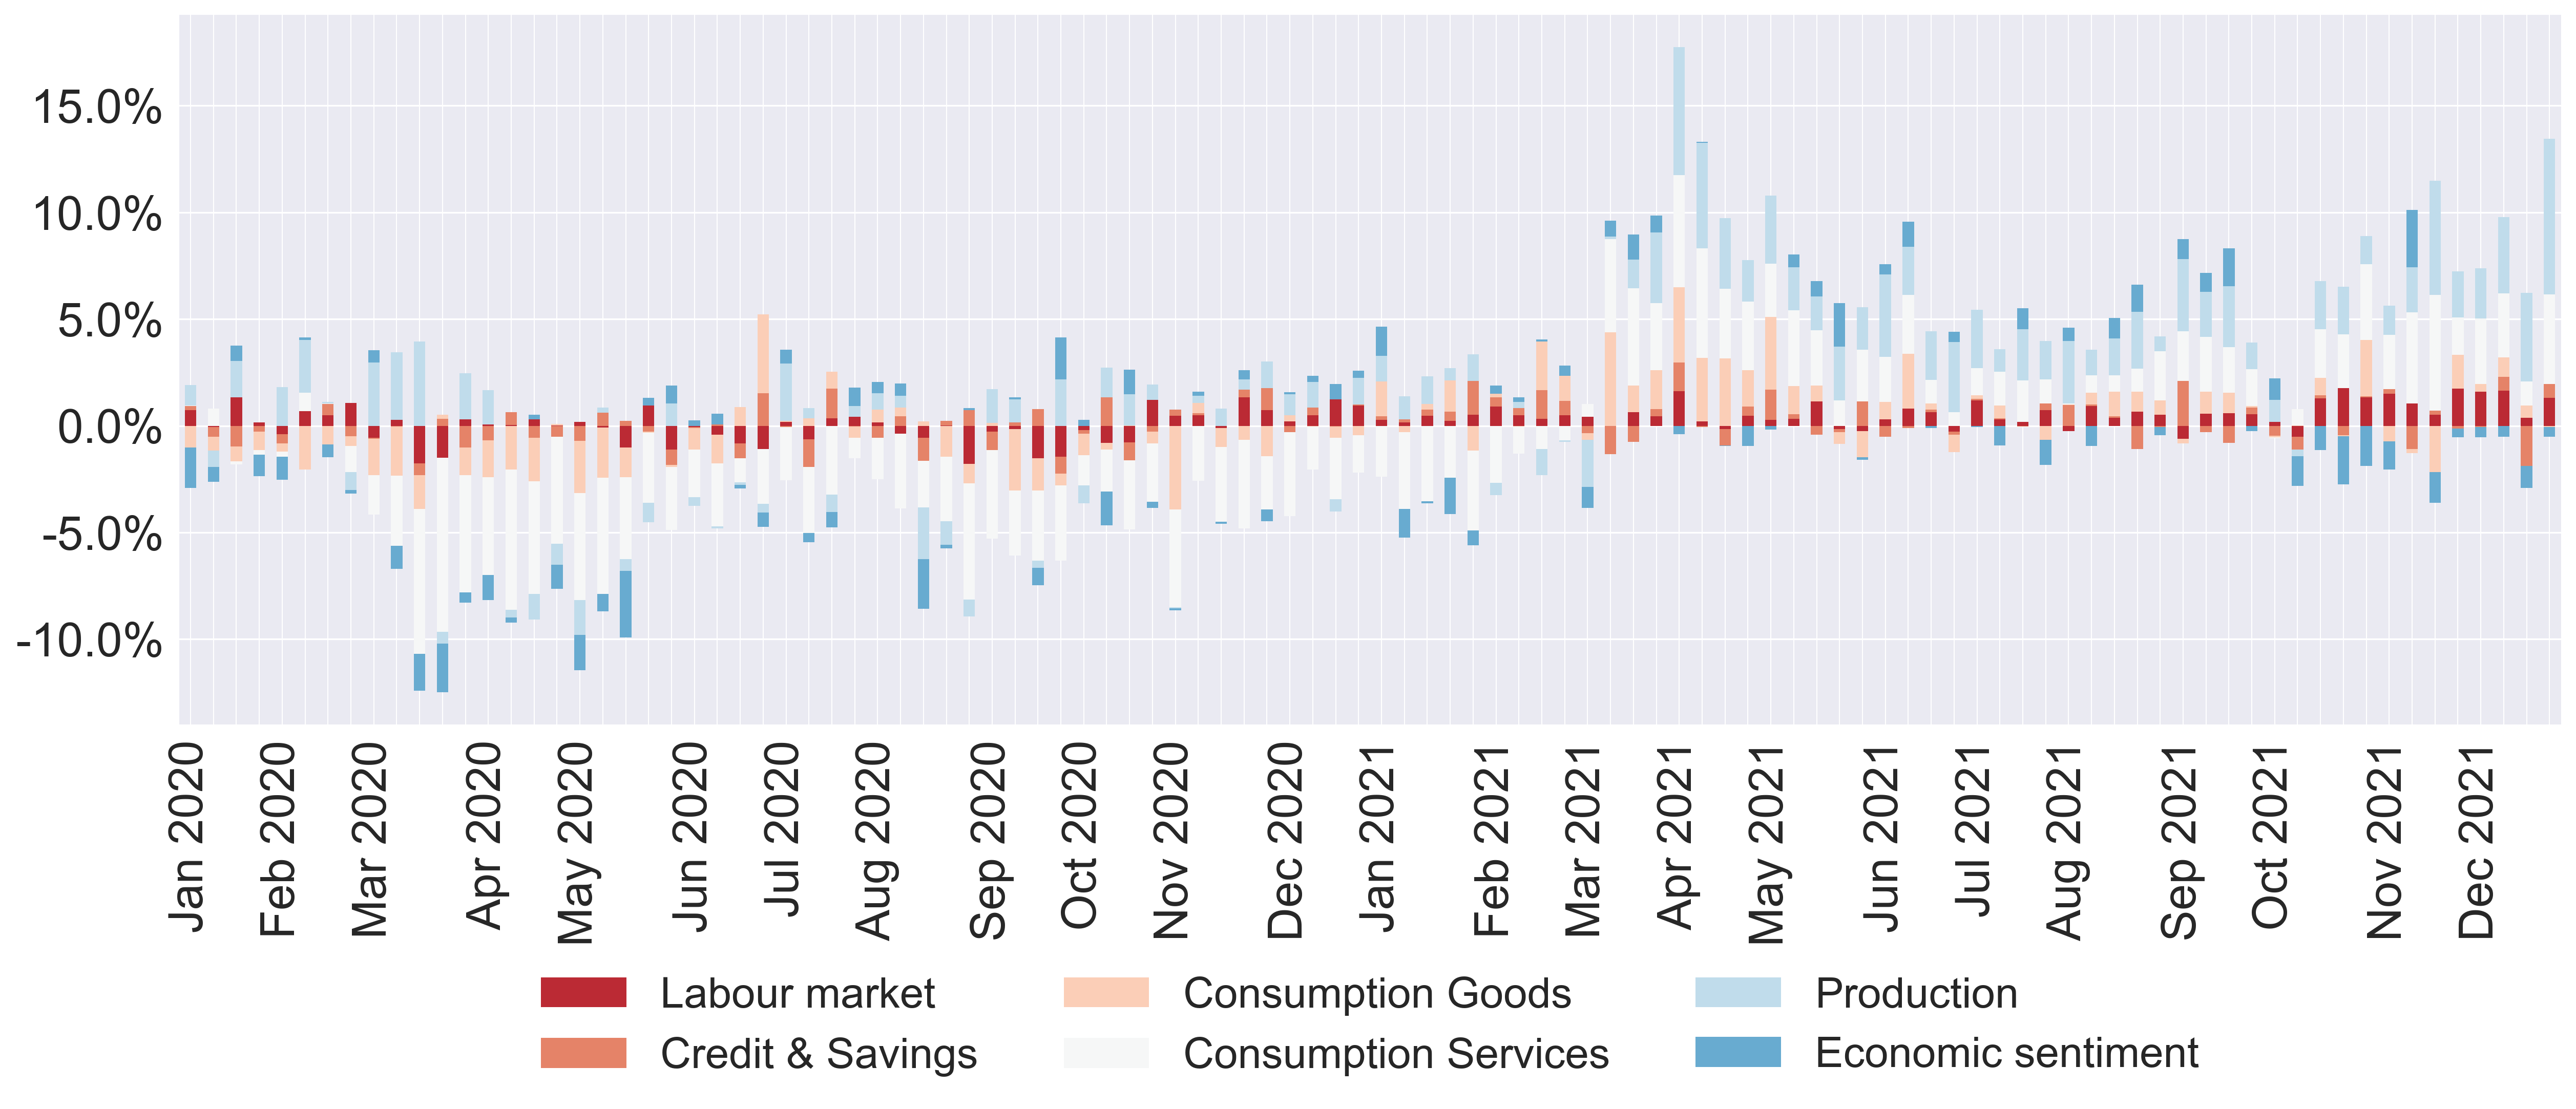 15.0%
10.0%
5.0%
0.0%
-5.0%
-10.0%
Jan 2020
Feb 2020
Mar 2020
Apr 2020
May 2020
Jun 2020
Jul 2020
Aug 2020
Sep 2020
Oct 2020
Nov 2020
Dec 2020
Jan 2021
Feb 2021
Mar 2021
Apr 2021
May 2021
Jun 2021
Jul 2021
Aug 2021
Sep 2021
Oct 2021
Nov 2021
Dec 2021
Labour market
Consumption Goods
Production
Credit & Savings
Consumption Services
Economic sentiment